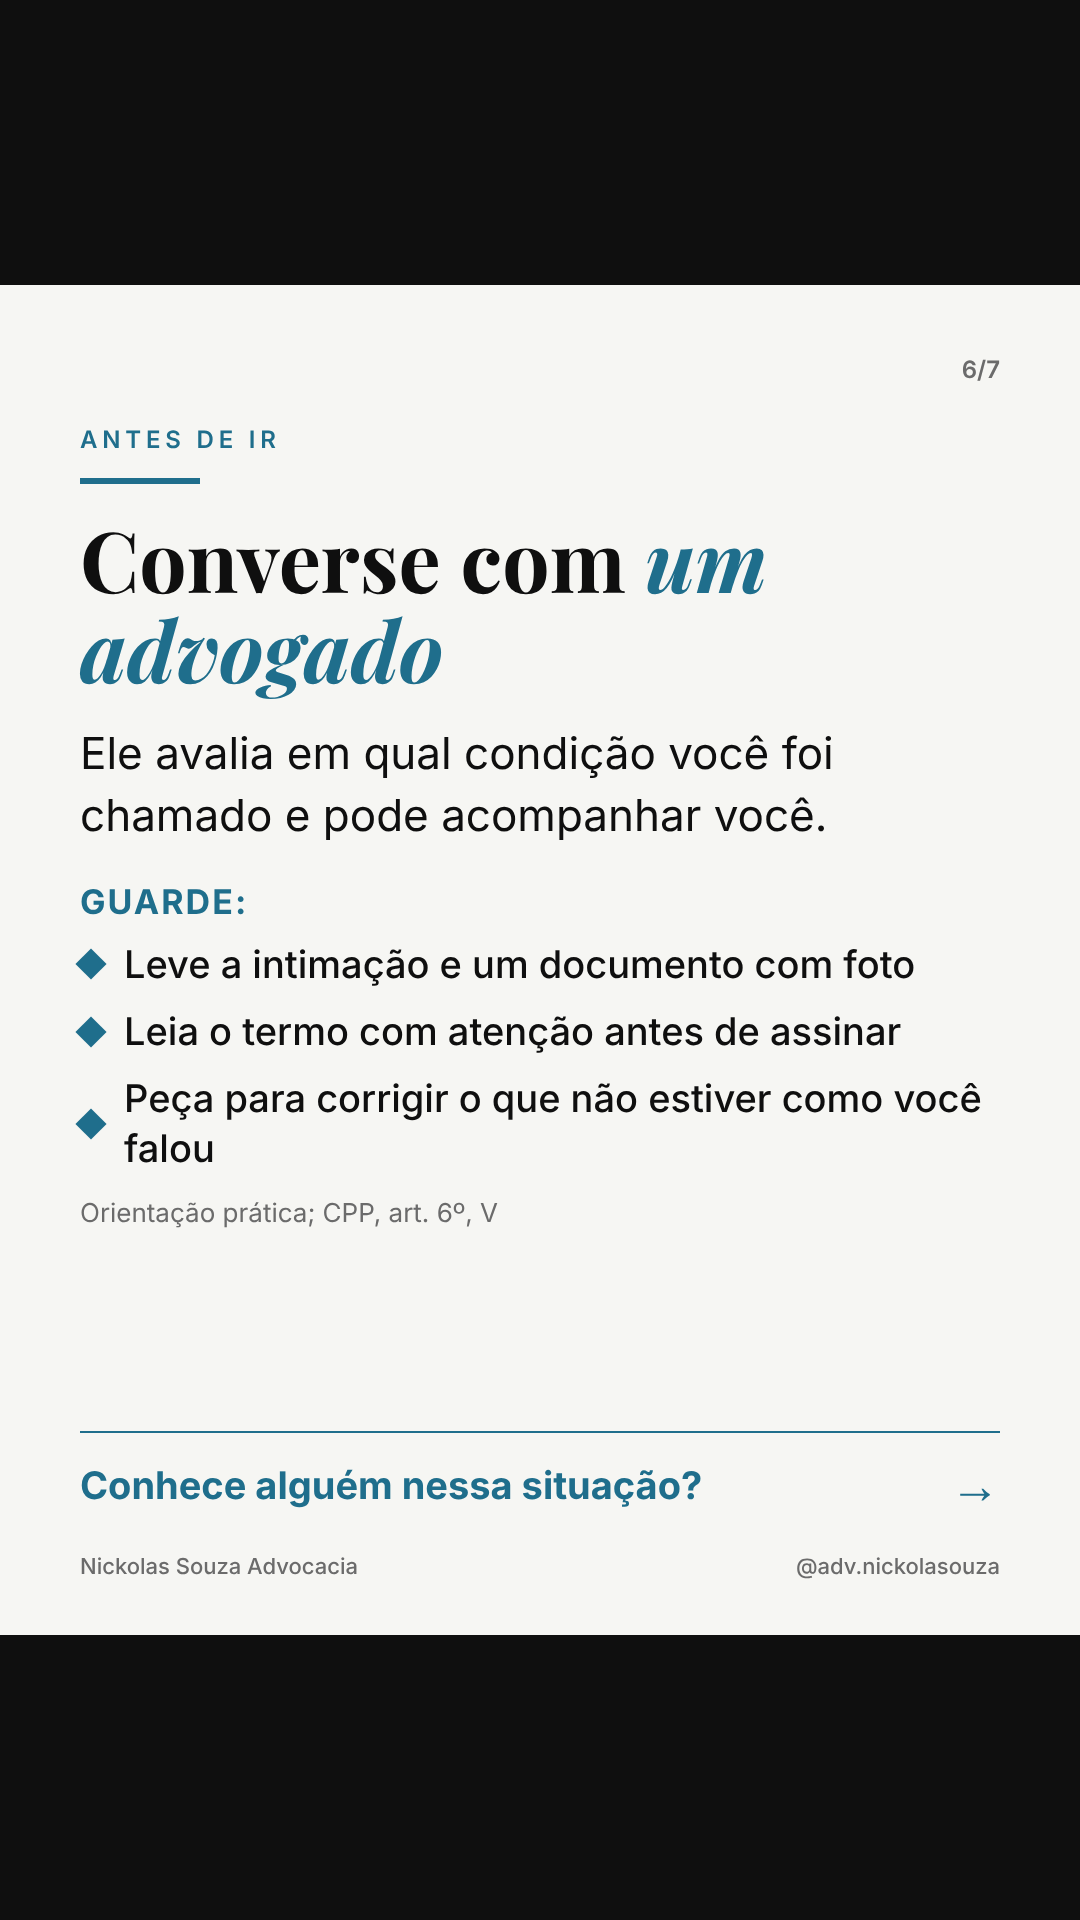 6/7
ANTES DE IR
Converse com um
advogado
Ele avalia em qual condição você foi
chamado e pode acompanhar você.
GUARDE:
◆ Leve a intimação e um documento com foto
◆ Leia o termo com atenção antes de assinar
◆ Peça para corrigir o que não estiver como você
falou
Orientação prática; CPP, art. 6º, V
Conhece alguém nessa situação? →
Nickolas Souza Advocacia @adv.nickolasouza